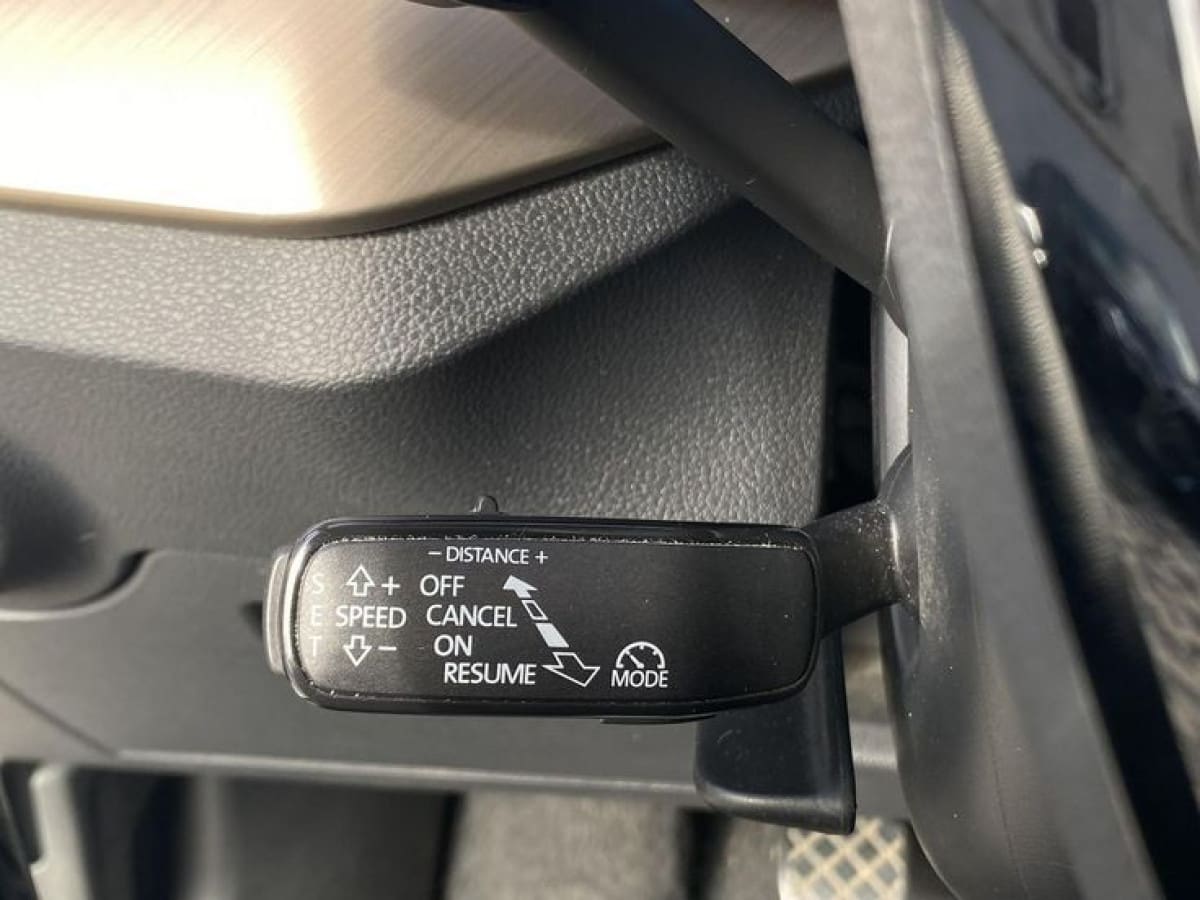 - DISTANCE +
S + OFF
E SPEED CANCEL
T - ON
RESUME MODE